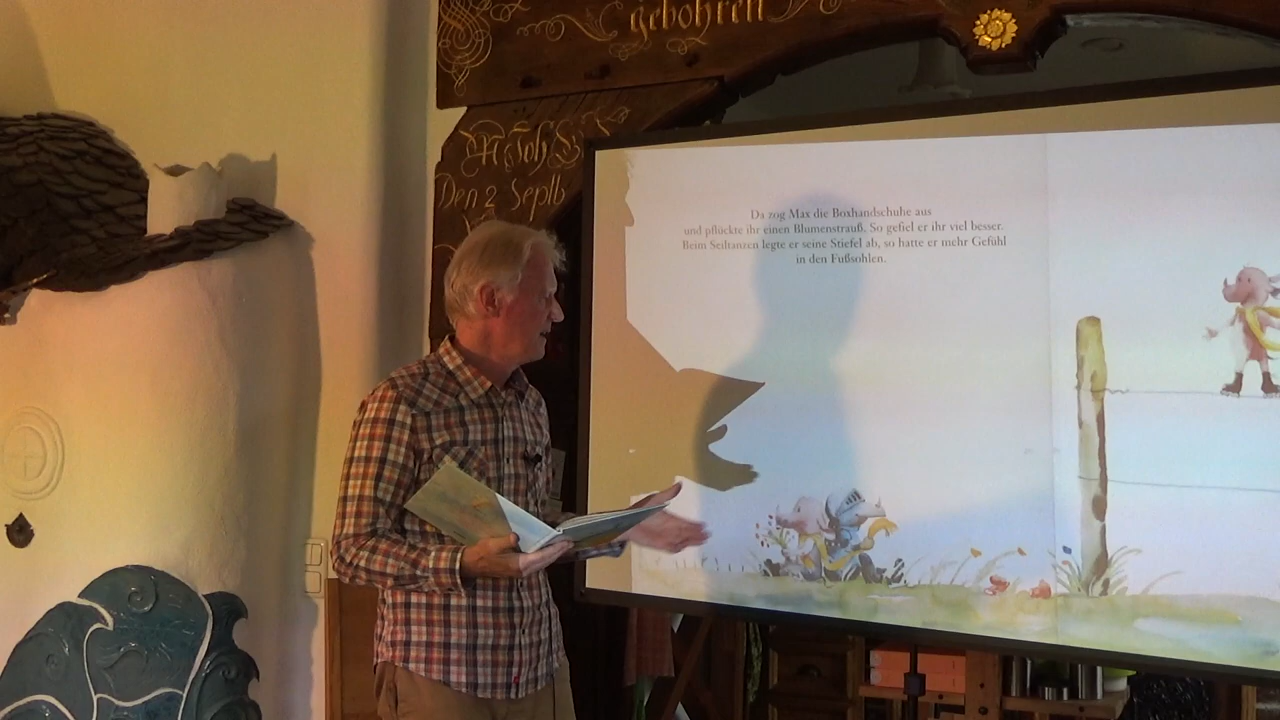 gebohren
Den 2 Septb
Da zog Max die Boxhandschuhe aus
und pflückte ihr einen Blumenstrauß. So gefiel er ihr viel besser.
Beim Seiltanzen legte er seine Stiefel ab, so hatte er mehr Gefühl
in den Fußsohlen.